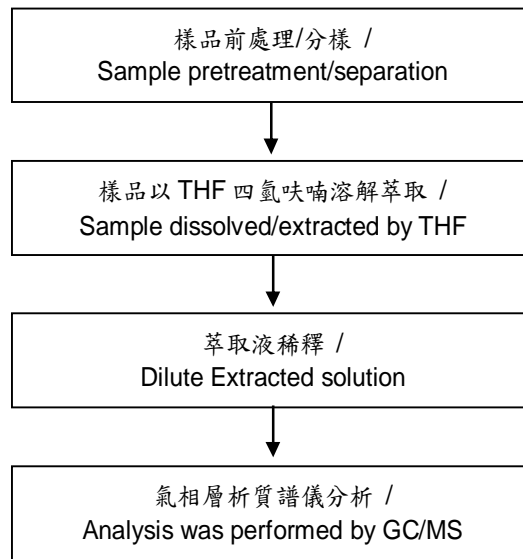 樣品前處理/分樣 /
Sample pretreatment/separation
樣品以 THF 四氫呋喃溶解萃取 /
Sample dissolved/extracted by THF
萃取液稀釋 /
Dilute Extracted solution
氣相層析質譜儀分析 /
Analysis was performed by GC/MS